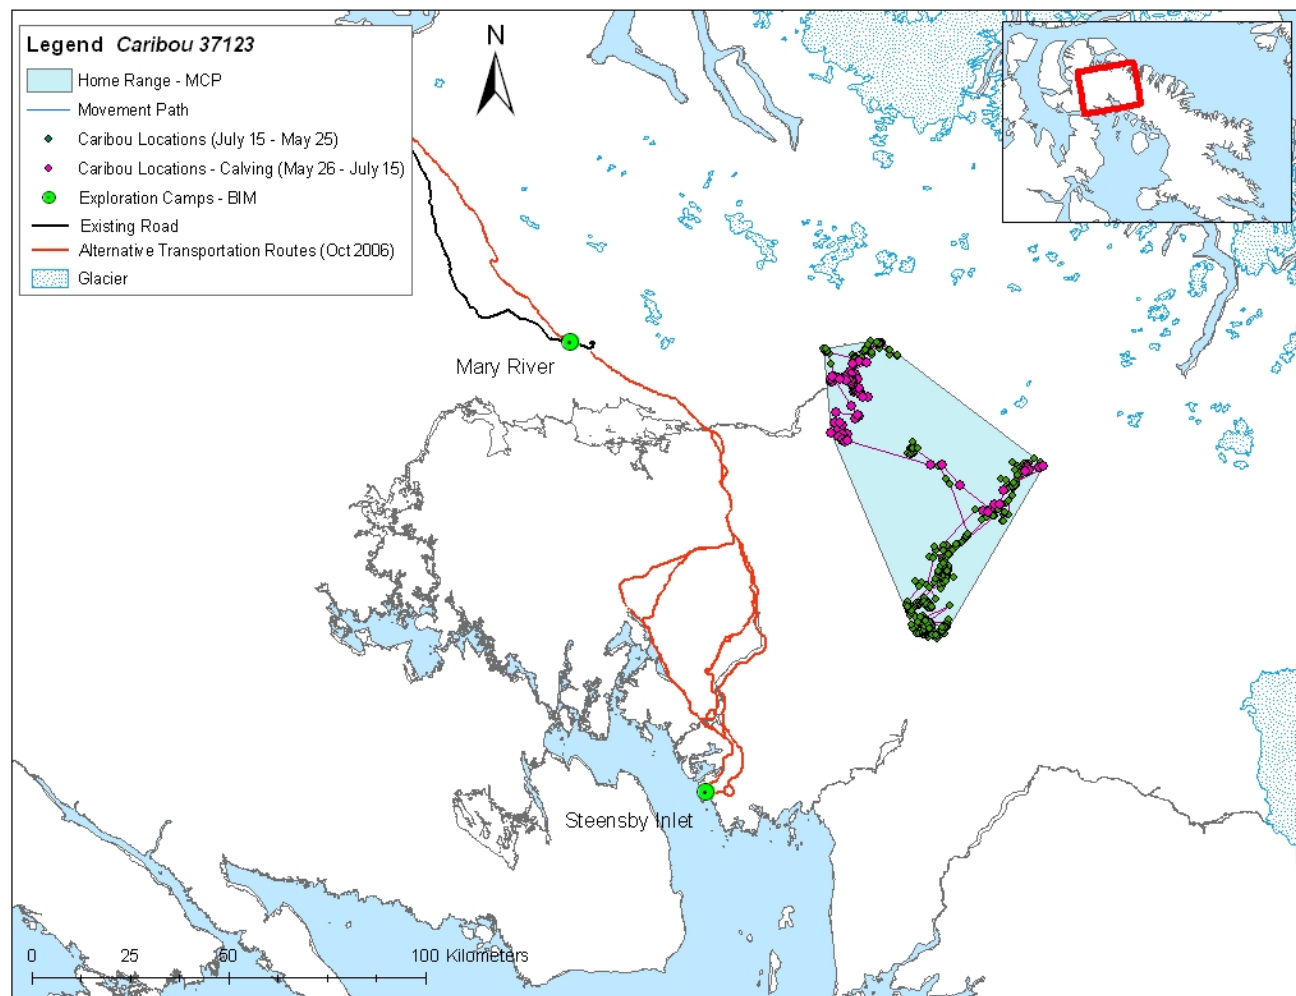 Legend Caribou 37123
Home Range - MCP
Movement Path
Caribou Locations (July 15 - May 25)
Caribou Locations - Calving (May 26 - July 15)
Exploration Camps - BIM
Existing Road
Alternative Transportation Routes (Oct 2006)
Glacier
N
Mary River
Steensby Inlet
0 25 50 100 Kilometers